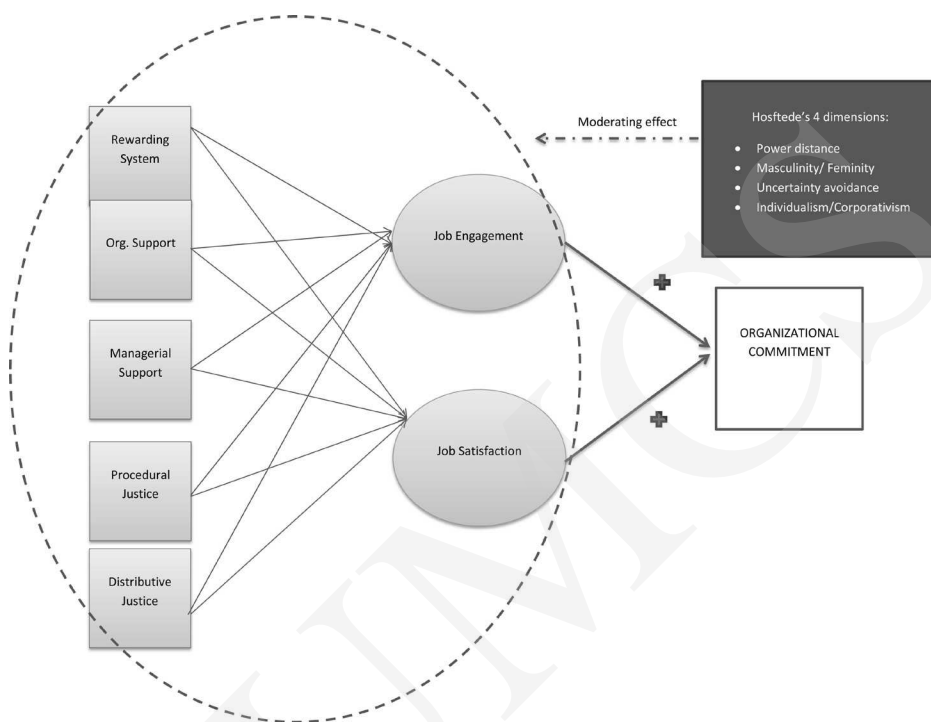 Rewarding
System
Org. Support
Managerial
Support
Procedural
Justice
Distributive
Justice
Job Engagement
Job Satisfaction
Moderating effect
Hosftede's 4 dimensions:
• Power distance
• Masculinity/ Feminity
• Uncertainty avoidance
• Individualism/Corporativism
ORGANIZATIONAL
COMMITMENT
UMCS